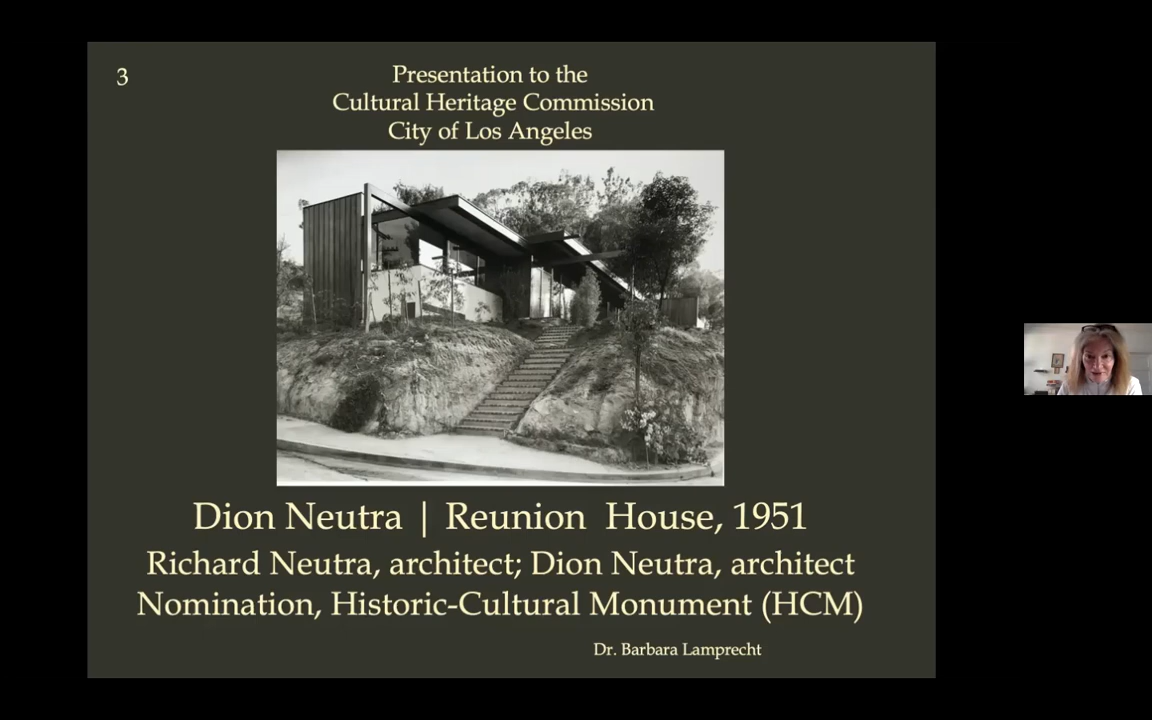 3
Presentation to the
Cultural Heritage Commission
City of Los Angeles
Dion Neutra | Reunion House, 1951
Richard Neutra, architect; Dion Neutra, architect
Nomination, Historic-Cultural Monument (HCM)
Dr. Barbara Lamprecht